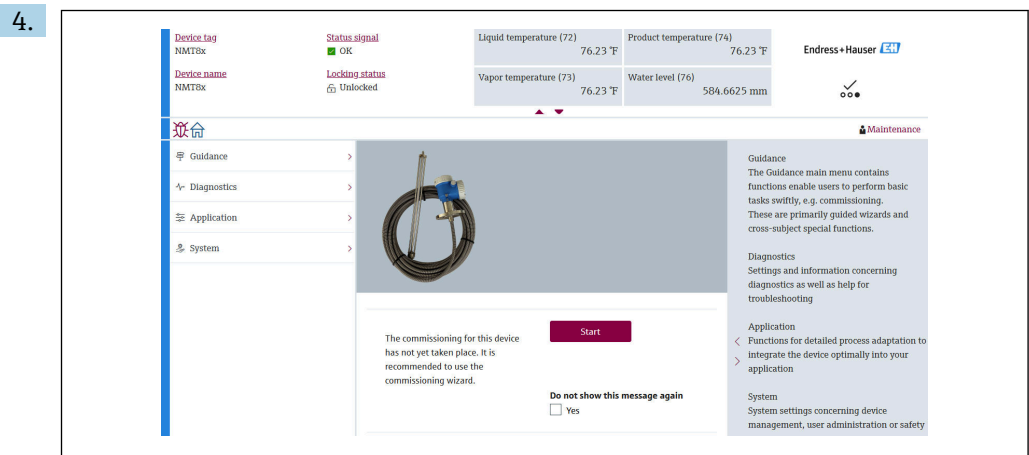 4.
Device tag
NMT8x
Status signal
OK
Device name
NMT8x
Locking status
Unlocked
Liquid temperature (72)
76.23 °F
Product temperature (74)
76.23 °F
Vapor temperature (73)
76.23 °F
Water level (76)
584.6625 mm
Endress+Hauser EH
Maintenance
Guidance
Diagnostics
Application
System
The commissioning for this device
has not yet taken place. It is
recommended to use the
commissioning wizard.
Start
Do not show this message again
Yes
Guidance
The Guidance main menu contains
functions enable users to perform basic
tasks swiftly, e.g. commissioning.
These are primarily guided wizards and
cross-subject special functions.
Diagnostics
Settings and information concerning
diagnostics as well as help for
troubleshooting
Application
Functions for detailed process adaptation to
integrate the device optimally into your
application
System
System settings concerning device
management, user administration or safety